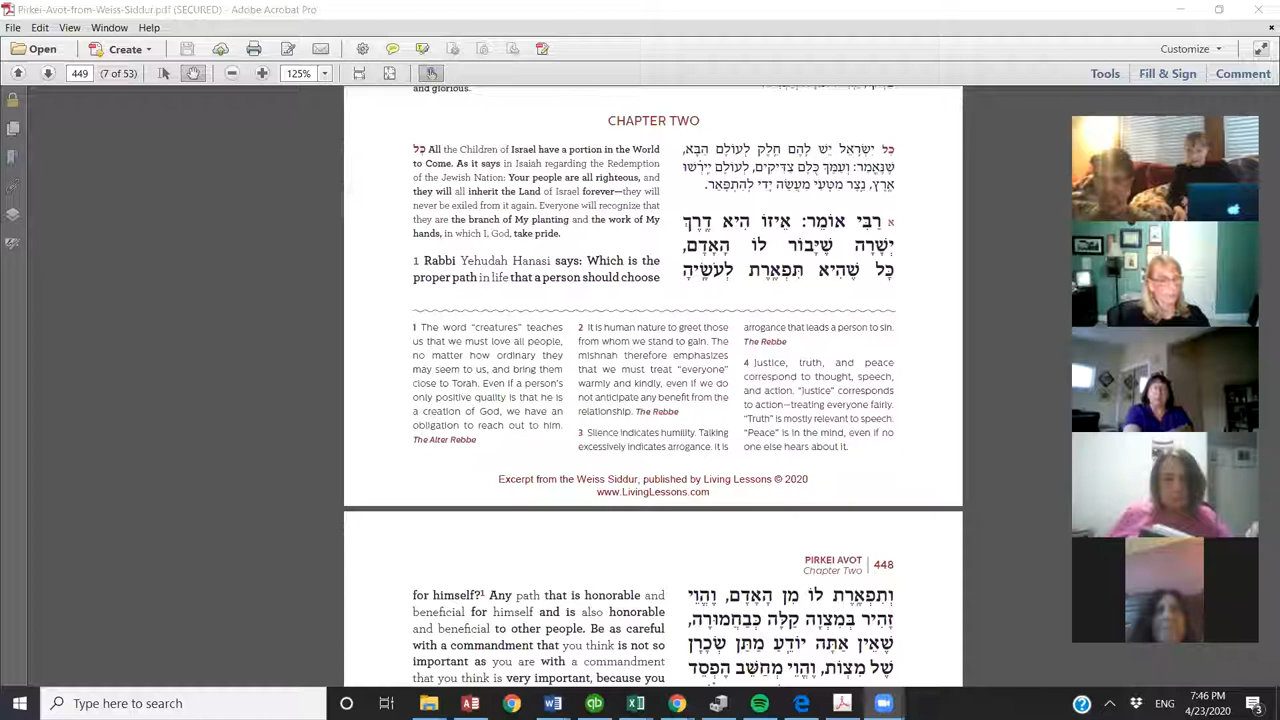 Pirkei-Avot-from-Weiss-Siddur.pdf (SECURED) - Adobe Acrobat Pro
File Edit View Window Help
Open Create Customize
449 (7 of 53) 125% Tools Fill & Sign Comment
and glorious.
CHAPTER TWO
כָּל All the Children of Israel have a portion in the World
to Come. As it says in Isaiah regarding the Redemption
of the Jewish Nation: Your people are all righteous, and
they will all inherit the Land of Israel forever—they will
never be exiled from it again. Everyone will recognize that
they are the branch of My planting and the work of My
hands, in which I, God, take pride.
1 Rabbi Yehudah Hanasi says: Which is the
proper path in life that a person should choose
כָּל יִשְׂרָאֵל יֵשׁ לָהֶם חֵלֶק לְעוֹלָם הַבָּא,
שֶׁנֶּאֱמַר: וְעַמֵּךְ כֻּלָּם צַדִּיקִים, לְעוֹלָם יִירְשׁוּ
אָרֶץ, נֵצֶר מַטָּעַי מַעֲשֵׂה יָדַי לְהִתְפָּאֵר.
א רַבִּי אוֹמֵר: אֵיזוֹ הִיא דֶרֶךְ
יְשָׁרָה שֶׁיָּבוֹר לוֹ הָאָדָם,
כָּל שֶׁהִיא תִּפְאֶרֶת לְעֹשֶׂיהָ
1 The word “creatures” teaches
us that we must love all people,
no matter how ordinary they
may seem to us, and bring them
close to Torah. Even if a person's
only positive quality is that he is
a creation of God, we have an
obligation to reach out to him.
The Alter Rebbe
2 It is human nature to greet those
from whom we stand to gain. The
mishnah therefore emphasizes
that we must treat “everyone”
warmly and kindly, even if we do
not anticipate any benefit from the
relationship. The Rebbe
3 Silence indicates humility. Talking
excessively indicates arrogance. It is
arrogance that leads a person to sin.
The Rebbe
4 Justice, truth, and peace
correspond to thought, speech,
and action. “Justice” corresponds
to action—treating everyone fairly.
“Truth” is mostly relevant to speech.
“Peace” is in the mind, even if no
one else hears about it.
Excerpt from the Weiss Siddur, published by Living Lessons © 2020
www.LivingLessons.com
PIRKEI AVOT 448
Chapter Two
for himself?¹ Any path that is honorable and
beneficial for himself and is also honorable
and beneficial to other people. Be as careful
with a commandment that you think is not so
important as you are with a commandment
that you think is very important, because you
וְתִפְאֶרֶת לוֹ מִן הָאָדָם, וֶהֱוֵי
זָהִיר בְּמִצְוָה קַלָּה כְּבַחֲמוּרָה,
שֶׁאֵין אַתָּה יוֹדֵעַ מַתַּן שְׂכָרָן
שֶׁל מִצְוֹת, וֶהֱוֵי מְחַשֵּׁב הֶפְסֵד
Type here to search
ENG
7:46 PM
4/23/2020
3